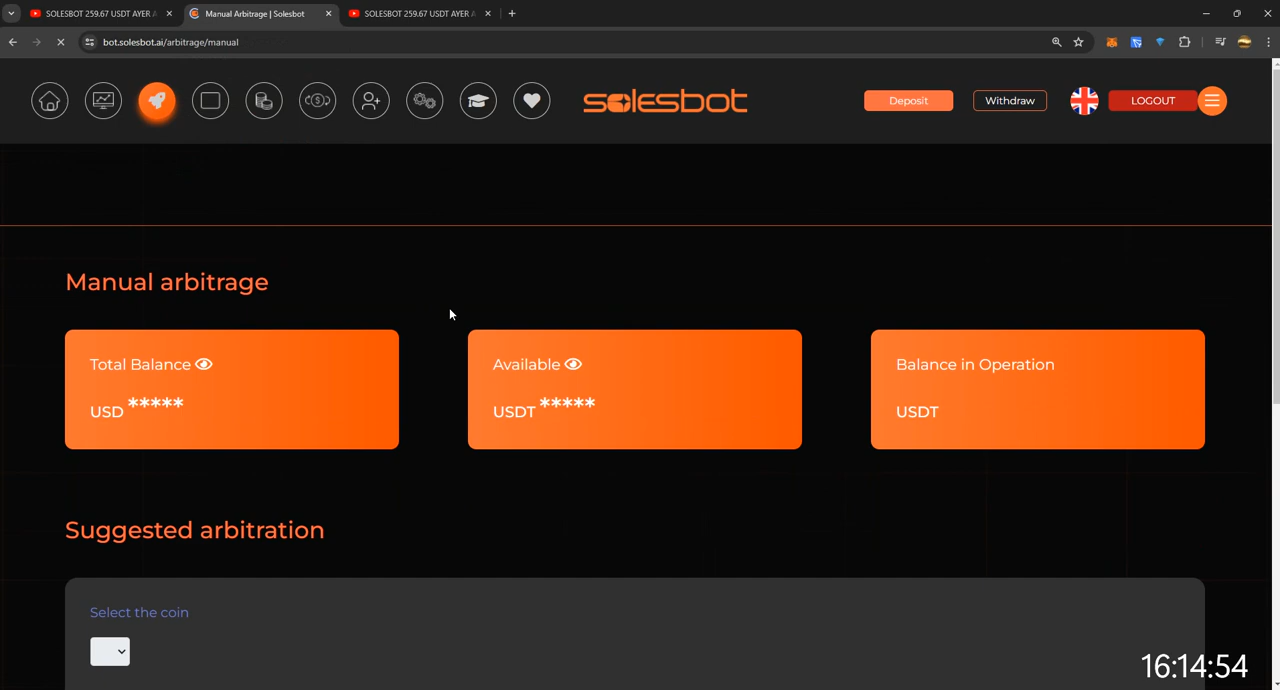 SOLESBOT 259.67 USDT AYER A
Manual Arbitrage | Solesbot
SOLESBOT 259.67 USDT AYER A
bot.solesbot.ai/arbitrage/manual
solesbot
Deposit
Withdraw
LOGOUT
Manual arbitrage
Total Balance
USD *****
Available
USDT *****
Balance in Operation
USDT
Suggested arbitration
Select the coin
16:14:54